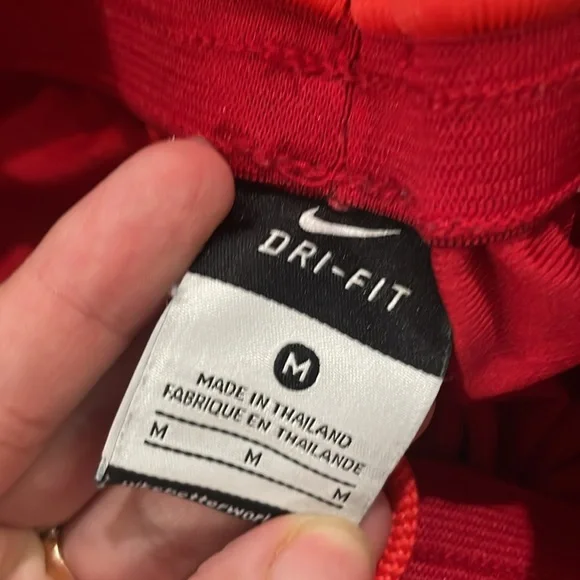 DRI-FIT
M
MADE IN THAILAND
FABRIQUE EN THAILANDE
M M M